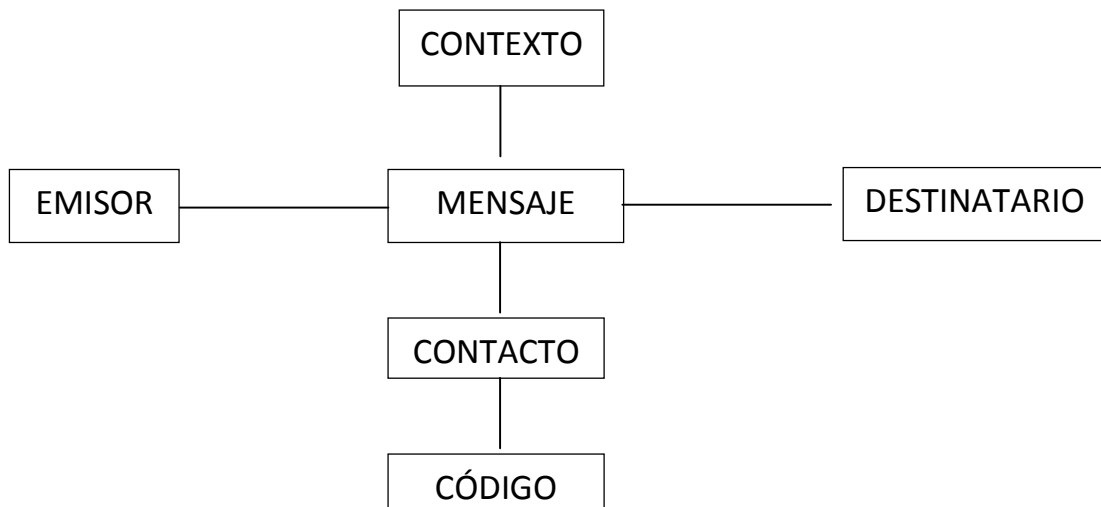 CONTEXTO
EMISOR
MENSAJE
DESTINATARIO
CONTACTO
CÓDIGO